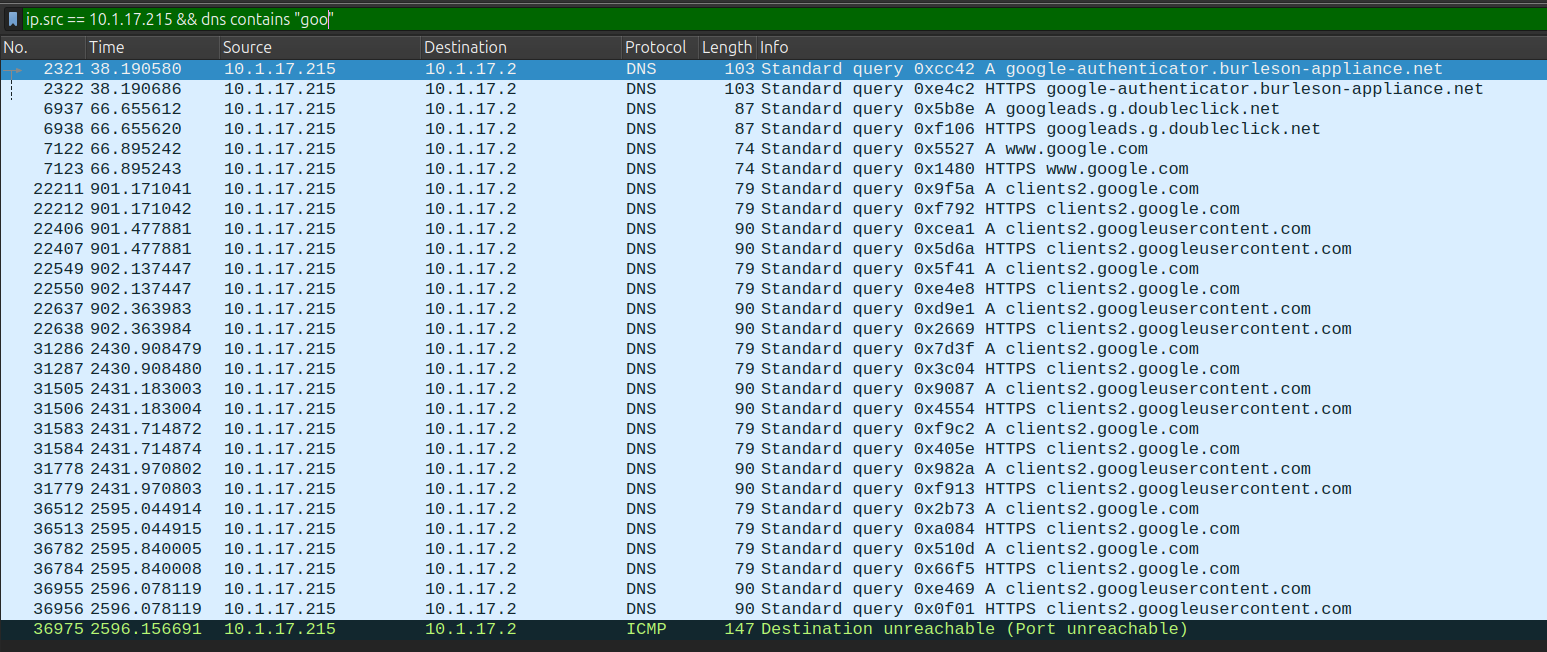 ip.src == 10.1.17.215 && dns contains "goo"
No. Time Source Destination Protocol Length Info
2321 38.190580 10.1.17.215 10.1.17.2 DNS 103 Standard query 0xcc42 A google-authenticator.burleson-appliance.net
2322 38.190686 10.1.17.215 10.1.17.2 DNS 103 Standard query 0xe4c2 HTTPS google-authenticator.burleson-appliance.net
6937 66.655612 10.1.17.215 10.1.17.2 DNS 87 Standard query 0x5b8e A googleads.g.doubleclick.net
6938 66.655620 10.1.17.215 10.1.17.2 DNS 87 Standard query 0xf106 HTTPS googleads.g.doubleclick.net
7122 66.895242 10.1.17.215 10.1.17.2 DNS 74 Standard query 0x5527 A www.google.com
7123 66.895243 10.1.17.215 10.1.17.2 DNS 74 Standard query 0x1480 HTTPS www.google.com
22211 901.171041 10.1.17.215 10.1.17.2 DNS 79 Standard query 0x9f5a A clients2.google.com
22212 901.171042 10.1.17.215 10.1.17.2 DNS 79 Standard query 0xf792 HTTPS clients2.google.com
22406 901.477881 10.1.17.215 10.1.17.2 DNS 90 Standard query 0xcea1 A clients2.googleusercontent.com
22407 901.477881 10.1.17.215 10.1.17.2 DNS 90 Standard query 0x5d6a HTTPS clients2.googleusercontent.com
22549 902.137447 10.1.17.215 10.1.17.2 DNS 79 Standard query 0x5f41 A clients2.google.com
22550 902.137447 10.1.17.215 10.1.17.2 DNS 79 Standard query 0xe4e8 HTTPS clients2.google.com
22637 902.363983 10.1.17.215 10.1.17.2 DNS 90 Standard query 0xd9e1 A clients2.googleusercontent.com
22638 902.363984 10.1.17.215 10.1.17.2 DNS 90 Standard query 0x2669 HTTPS clients2.googleusercontent.com
31286 2430.908479 10.1.17.215 10.1.17.2 DNS 79 Standard query 0x7d3f A clients2.google.com
31287 2430.908480 10.1.17.215 10.1.17.2 DNS 79 Standard query 0x3c04 HTTPS clients2.google.com
31505 2431.183003 10.1.17.215 10.1.17.2 DNS 90 Standard query 0x9087 A clients2.googleusercontent.com
31506 2431.183004 10.1.17.215 10.1.17.2 DNS 90 Standard query 0x4554 HTTPS clients2.googleusercontent.com
31583 2431.714872 10.1.17.215 10.1.17.2 DNS 79 Standard query 0xf9c2 A clients2.google.com
31584 2431.714874 10.1.17.215 10.1.17.2 DNS 79 Standard query 0x405e HTTPS clients2.google.com
31778 2431.970802 10.1.17.215 10.1.17.2 DNS 90 Standard query 0x982a A clients2.googleusercontent.com
31779 2431.970803 10.1.17.215 10.1.17.2 DNS 90 Standard query 0xf913 HTTPS clients2.googleusercontent.com
36512 2595.044914 10.1.17.215 10.1.17.2 DNS 79 Standard query 0x2b73 A clients2.google.com
36513 2595.044915 10.1.17.215 10.1.17.2 DNS 79 Standard query 0xa084 HTTPS clients2.google.com
36782 2595.840005 10.1.17.215 10.1.17.2 DNS 79 Standard query 0x510d A clients2.google.com
36784 2595.840008 10.1.17.215 10.1.17.2 DNS 79 Standard query 0x66f5 HTTPS clients2.google.com
36955 2596.078119 10.1.17.215 10.1.17.2 DNS 90 Standard query 0xe469 A clients2.googleusercontent.com
36956 2596.078119 10.1.17.215 10.1.17.2 DNS 90 Standard query 0x0f01 HTTPS clients2.googleusercontent.com
36975 2596.156691 10.1.17.215 10.1.17.2 ICMP 147 Destination unreachable (Port unreachable)